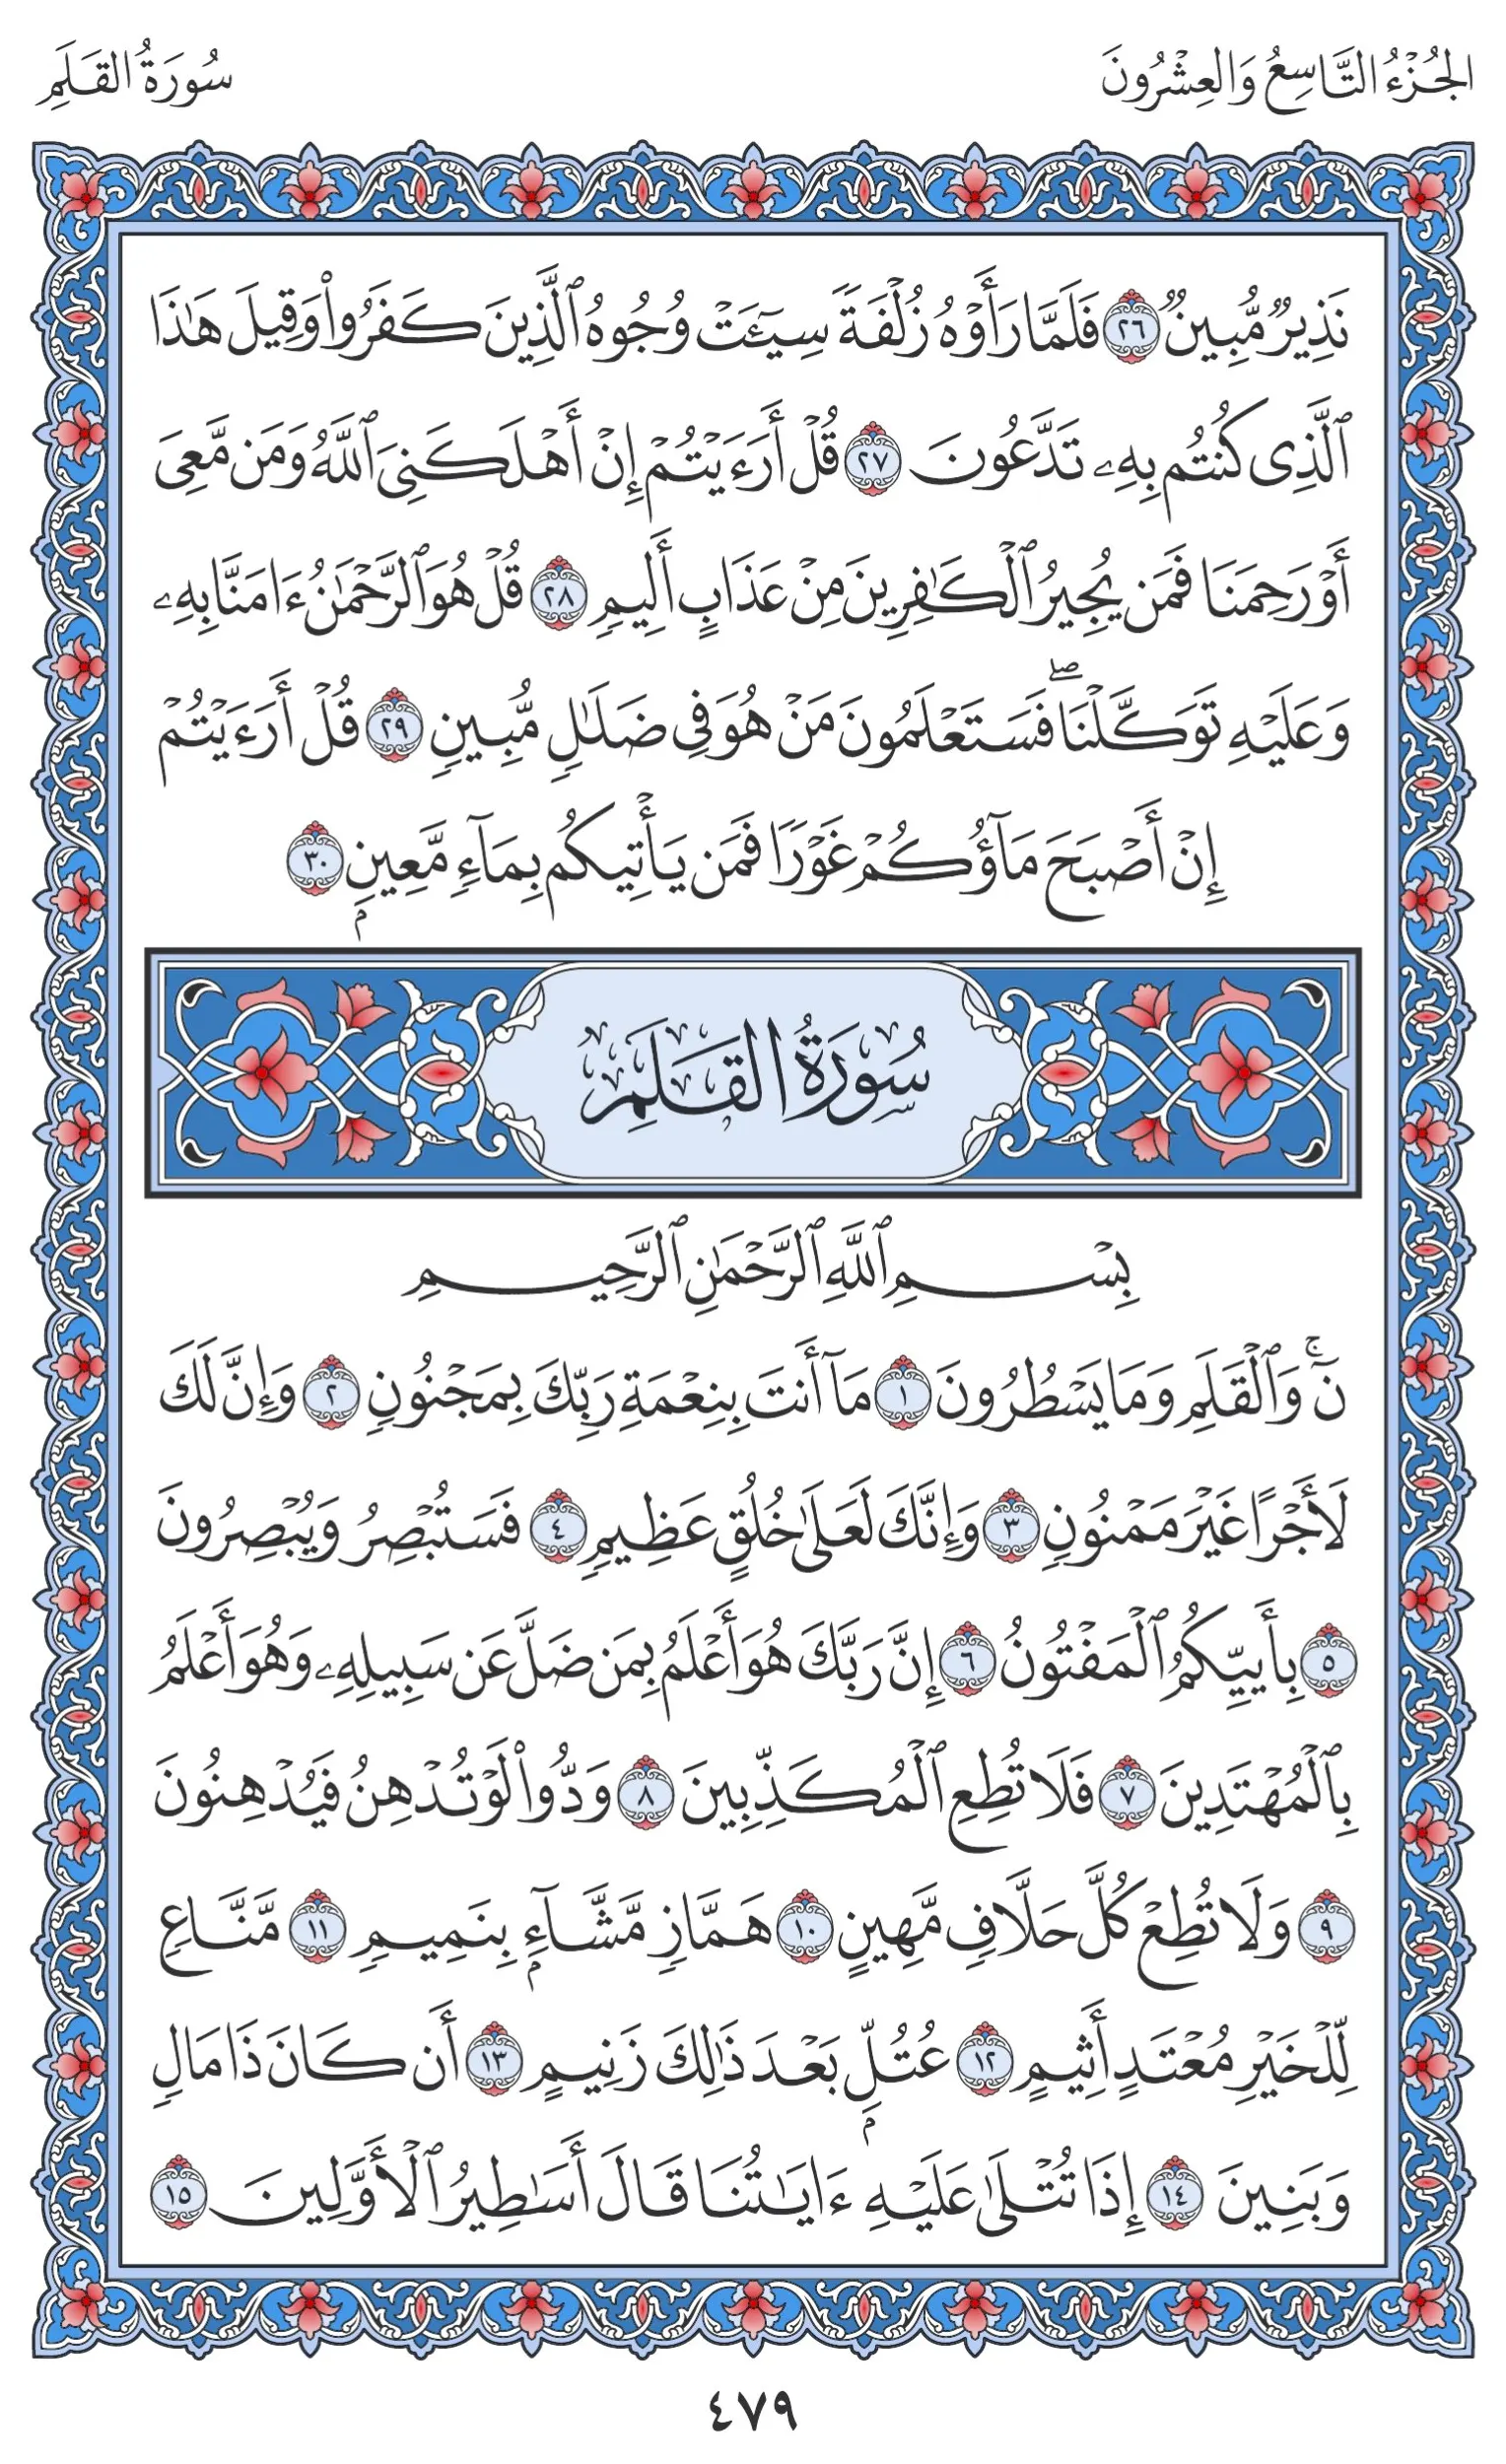 الجُزْءُ التَّاسِعُ وَالعِشْرُونَ
سُورَةُ القَلَمِ
نَذِيرٞ مُّبِينٞ ٢٦ فَلَمَّا رَأَوۡهُ زُلۡفَةٗ سِيٓـَٔتۡ وُجُوهُ ٱلَّذِينَ كَفَرُواْ وَقِيلَ هَٰذَا
ٱلَّذِي كُنتُم بِهِۦ تَدَّعُونَ ٢٧ قُلۡ أَرَءَيۡتُمۡ إِنۡ أَهۡلَكَنِيَ ٱللَّهُ وَمَن مَّعِيَ
أَوۡ رَحِمَنَا فَمَن يُجِيرُ ٱلۡكَٰفِرِينَ مِنۡ عَذَابٍ أَلِيمٖ ٢٨ قُلۡ هُوَ ٱلرَّحۡمَٰنُ ءَامَنَّا بِهِۦ
وَعَلَيۡهِ تَوَكَّلۡنَاۖ فَسَتَعۡلَمُونَ مَنۡ هُوَ فِي ضَلَٰلٖ مُّبِينٖ ٢٩ قُلۡ أَرَءَيۡتُمۡ
إِنۡ أَصۡبَحَ مَآؤُكُمۡ غَوۡرٗا فَمَن يَأۡتِيكُم بِمَآءٖ مَّعِينِۭ ٣٠
سُورَةُ القَلَمِ
بِسۡمِ ٱللَّهِ ٱلرَّحۡمَٰنِ ٱلرَّحِيمِ
نٓۚ وَٱلۡقَلَمِ وَمَا يَسۡطُرُونَ ١ مَآ أَنتَ بِنِعۡمَةِ رَبِّكَ بِمَجۡنُونٖ ٢ وَإِنَّ لَكَ
لَأَجۡرًا غَيۡرَ مَمۡنُونٖ ٣ وَإِنَّكَ لَعَلَىٰ خُلُقٍ عَظِيمٖ ٤ فَسَتُبۡصِرُ وَيُبۡصِرُونَ
٥ بِأَييِّكُمُ ٱلۡمَفۡتُونُ ٦ إِنَّ رَبَّكَ هُوَ أَعۡلَمُ بِمَن ضَلَّ عَن سَبِيلِهِۦ وَهُوَ أَعۡلَمُ
بِٱلۡمُهۡتَدِينَ ٧ فَلَا تُطِعِ ٱلۡمُكَذِّبِينَ ٨ وَدُّواْ لَوۡ تُدۡهِنُ فَيُدۡهِنُونَ
٩ وَلَا تُطِعۡ كُلَّ حَلَّافٖ مَّهِينٍ ١٠ هَمَّازٖ مَّشَّآءِۭ بِنَمِيمٖ ١١ مَّنَّاعٖ
لِّلۡخَيۡرِ مُعۡتَدٍ أَثِيمٍ ١٢ عُتُلِّۭ بَعۡدَ ذَٰلِكَ زَنِيمٍ ١٣ أَن كَانَ ذَا مَالٖ
وَبَنِينَ ١٤ إِذَا تُتۡلَىٰ عَلَيۡهِ ءَايَٰتُنَا قَالَ أَسَٰطِيرُ ٱلۡأَوَّلِينَ ١٥
٤٧٩